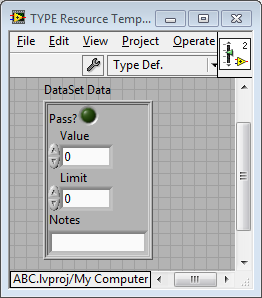 TYPE Resource Temp...
File Edit View Project Operate
Type Def.
2
DataSet Data
Pass?
Value
0
Limit
0
Notes
ABC.lvproj/My Computer